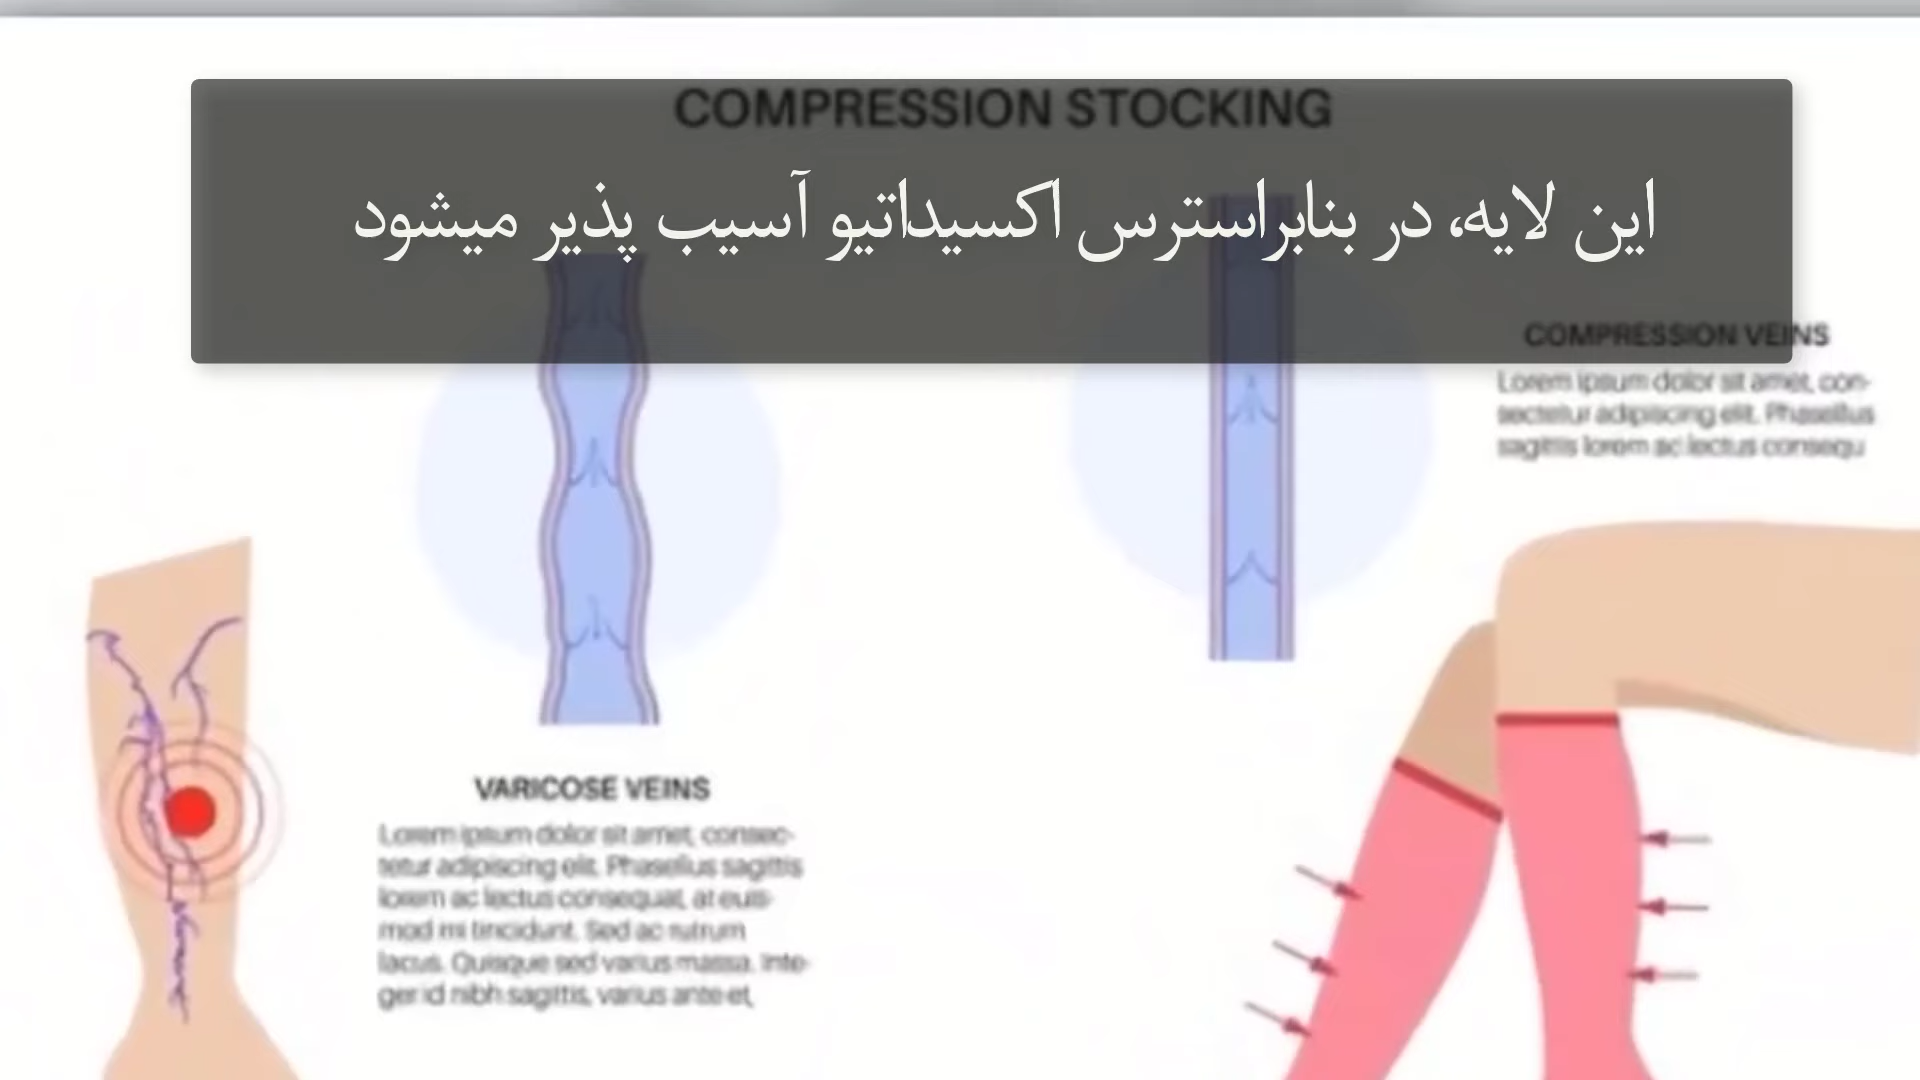 COMPRESSION STOCKING
این لایه، در بنابراسترس اکسیداتیو آسیب پذیر میشود
COMPRESSION VEINS
Lorem ipsum dolor sit amet, con-
sectetur adipiscing elit. Phasellus
sagittis lorem ac lectus consequ
VARICOSE VEINS
Lorem ipsum dolor sit amet, consec-
tetur adipiscing elit. Phasellus sagittis
lorem ac lectus consequat, at euis-
mod mi tincidunt. Sed ac rutrum
lacus. Quisque sed varius massa. Inte-
ger id nibh sagittis, varius ante et,